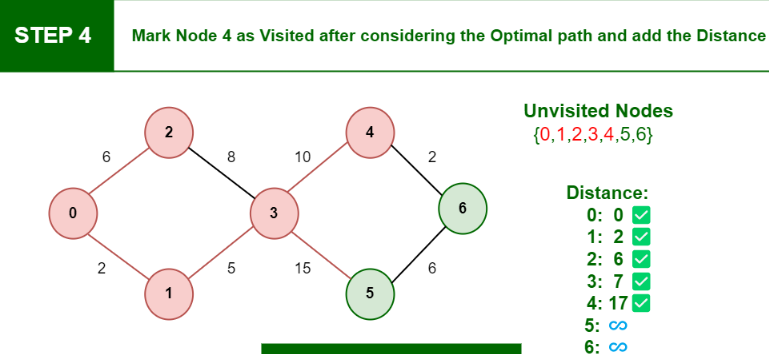 STEP 4
Mark Node 4 as Visited after considering the Optimal path and add the Distance
Unvisited Nodes
{0,1,2,3,4,5,6}
2
4
6
8
10
2
0
3
6
Distance:
0: 0 ✅
1: 2 ✅
2: 6 ✅
3: 7 ✅
4: 17 ✅
5: ∞
6: ∞
2
5
15
6
1
5